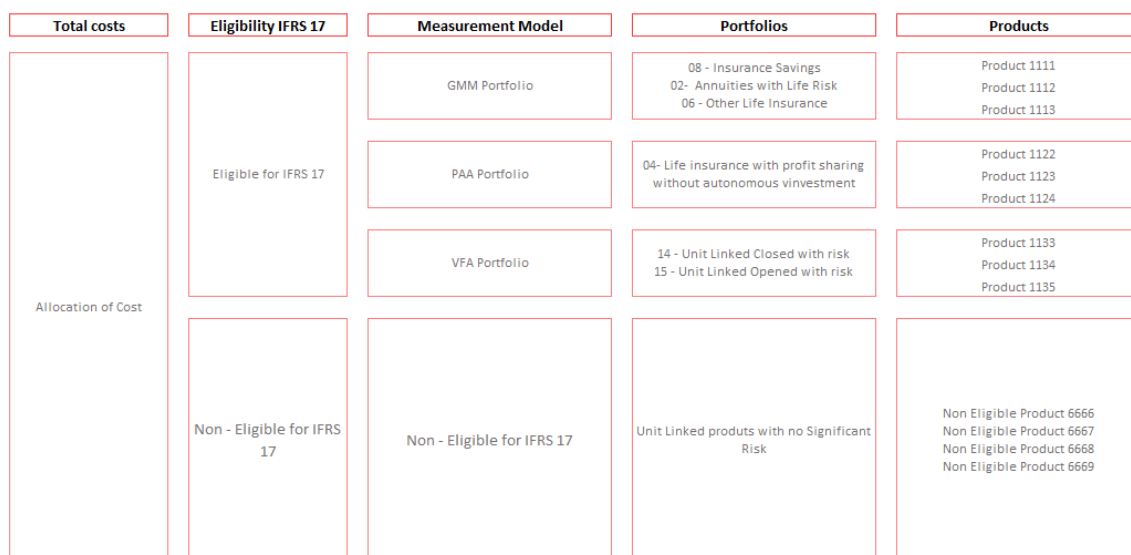 Total costs
Eligibility IFRS 17
Measurement Model
Portfolios
Products
Allocation of Cost
Eligible for IFRS 17
GMM Portfolio
08 - Insurance Savings
02- Annuities with Life Risk
06 - Other Life Insurance
Product 1111
Product 1112
Product 1113
PAA Portfolio
04- Life insurance with profit sharing
without autonomous vinvestment
Product 1122
Product 1123
Product 1124
VFA Portfolio
14 - Unit Linked Closed with risk
15 - Unit Linked Opened with risk
Product 1133
Product 1134
Product 1135
Non - Eligible for IFRS
17
Non - Eligible for IFRS 17
Unit Linked produts with no Significant
Risk
Non Eligible Product 6666
Non Eligible Product 6667
Non Eligible Product 6668
Non Eligible Product 6669